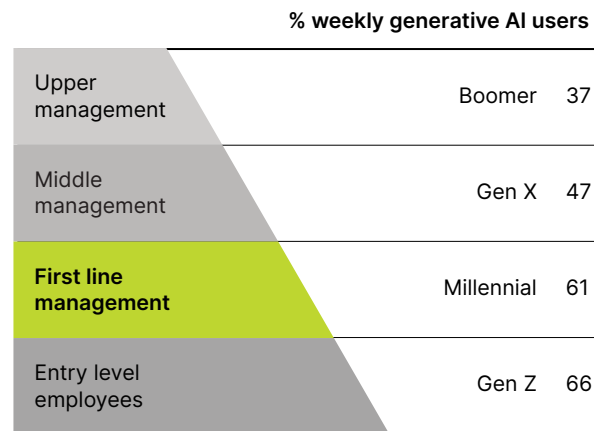 % weekly generative AI users
Upper
management
Boomer 37
Middle
management
Gen X 47
First line
management
Millennial 61
Entry level
employees
Gen Z 66